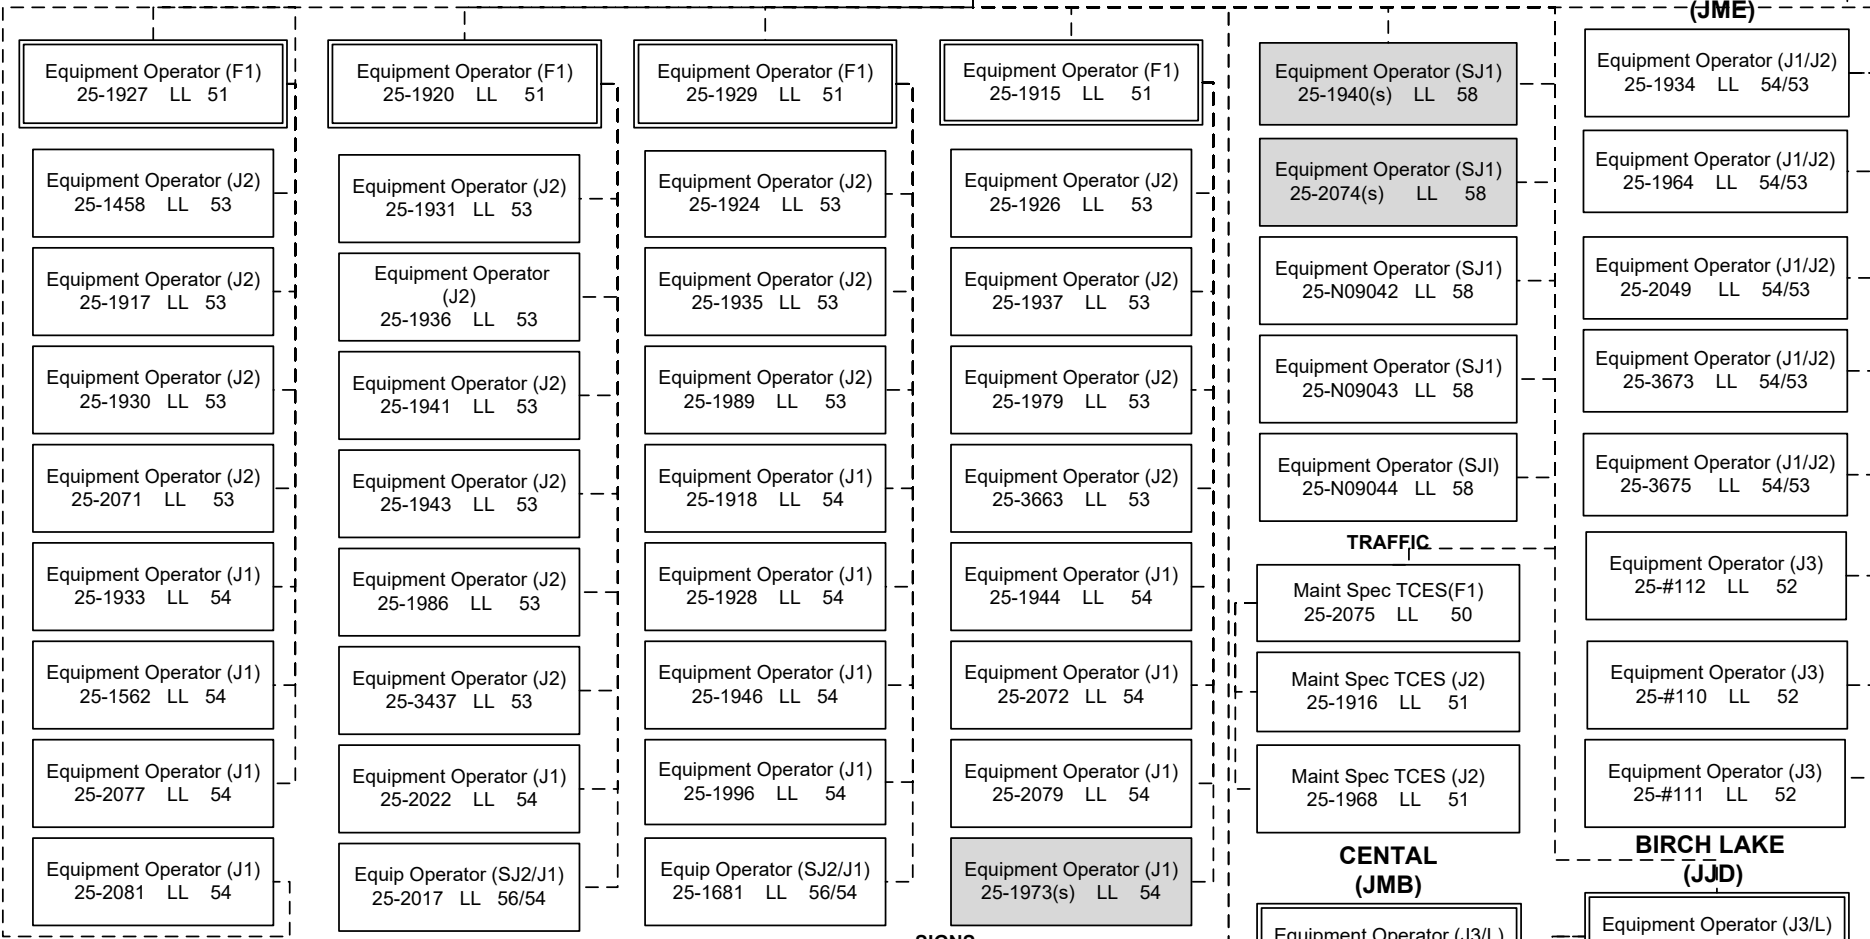 Equipment Operator (F1)
25-1927 LL 51
Equipment Operator (J2)
25-1458 LL 53
Equipment Operator (J2)
25-1917 LL 53
Equipment Operator (J2)
25-1930 LL 53
Equipment Operator (J2)
25-2071 LL 53
Equipment Operator (J1)
25-1933 LL 54
Equipment Operator (J1)
25-1562 LL 54
Equipment Operator (J1)
25-2077 LL 54
Equipment Operator (J1)
25-2081 LL 54
Equipment Operator (F1)
25-1920 LL 51
Equipment Operator (J2)
25-1931 LL 53
Equipment Operator
(J2)
25-1936 LL 53
Equipment Operator (J2)
25-1941 LL 53
Equipment Operator (J2)
25-1943 LL 53
Equipment Operator (J2)
25-1986 LL 53
Equipment Operator (J2)
25-3437 LL 53
Equipment Operator (J1)
25-2022 LL 54
Equip Operator (SJ2/J1)
25-2017 LL 56/54
Equipment Operator (F1)
25-1929 LL 51
Equipment Operator (J2)
25-1924 LL 53
Equipment Operator (J2)
25-1935 LL 53
Equipment Operator (J2)
25-1989 LL 53
Equipment Operator (J1)
25-1918 LL 54
Equipment Operator (J1)
25-1928 LL 54
Equipment Operator (J1)
25-1946 LL 54
Equipment Operator (J1)
25-1996 LL 54
Equip Operator (SJ2/J1)
25-1681 LL 56/54
Equipment Operator (F1)
25-1915 LL 51
Equipment Operator (J2)
25-1926 LL 53
Equipment Operator (J2)
25-1937 LL 53
Equipment Operator (J2)
25-1979 LL 53
Equipment Operator (J2)
25-3663 LL 53
Equipment Operator (J1)
25-1944 LL 54
Equipment Operator (J1)
25-2072 LL 54
Equipment Operator (J1)
25-2079 LL 54
Equipment Operator (J1)
25-1973(s) LL 54
SIGNS
Equipment Operator (SJ1)
25-1940(s) LL 58
Equipment Operator (SJ1)
25-2074(s) LL 58
Equipment Operator (SJ1)
25-N09042 LL 58
Equipment Operator (SJ1)
25-N09043 LL 58
Equipment Operator (SJI)
25-N09044 LL 58
TRAFFIC
Maint Spec TCES(F1)
25-2075 LL 50
Maint Spec TCES (J2)
25-1916 LL 51
Maint Spec TCES (J2)
25-1968 LL 51
CENTAL
(JMB)
Equipment Operator (J3/L)
(JME)
Equipment Operator (J1/J2)
25-1934 LL 54/53
Equipment Operator (J1/J2)
25-1964 LL 54/53
Equipment Operator (J1/J2)
25-2049 LL 54/53
Equipment Operator (J1/J2)
25-3673 LL 54/53
Equipment Operator (J1/J2)
25-3675 LL 54/53
Equipment Operator (J3)
25-#112 LL 52
Equipment Operator (J3)
25-#110 LL 52
Equipment Operator (J3)
25-#111 LL 52
BIRCH LAKE
(JJD)
Equipment Operator (J3/L)